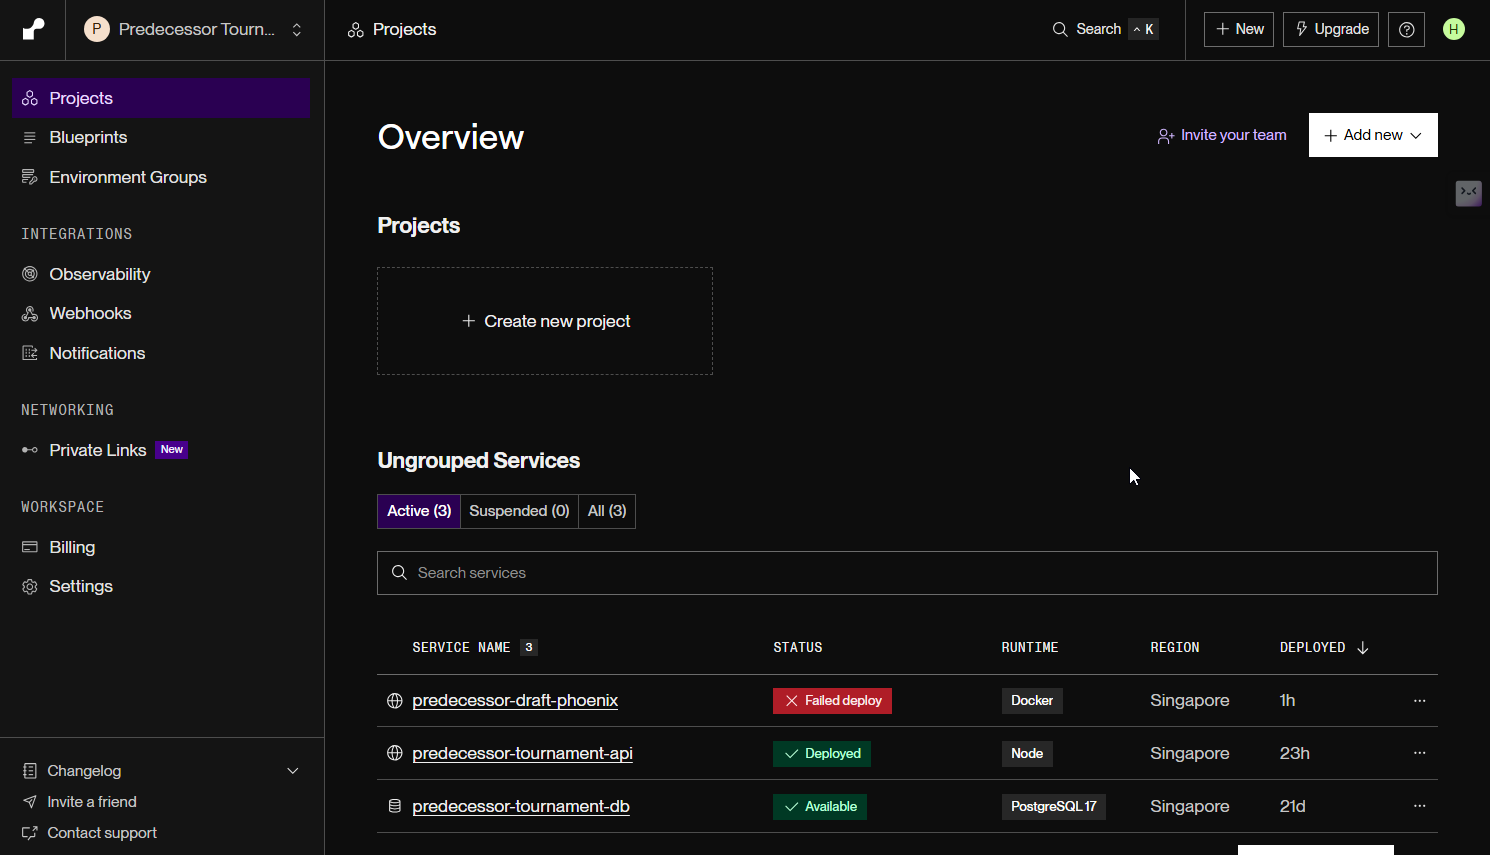 P Predecessor Tourn...
Projects
Search ^ K
+ New
Upgrade
H
Projects
Blueprints
Environment Groups
INTEGRATIONS
Observability
Webhooks
Notifications
NETWORKING
Private Links New
WORKSPACE
Billing
Settings
Changelog
Invite a friend
Contact support
Overview
Invite your team
+ Add new
Projects
+ Create new project
Ungrouped Services
Active (3) Suspended (0) All (3)
Search services
SERVICE NAME 3 STATUS RUNTIME REGION DEPLOYED ↓
predecessor-draft-phoenix Failed deploy Docker Singapore 1h ...
predecessor-tournament-api Deployed Node Singapore 23h ...
predecessor-tournament-db Available PostgreSQL 17 Singapore 21d ...